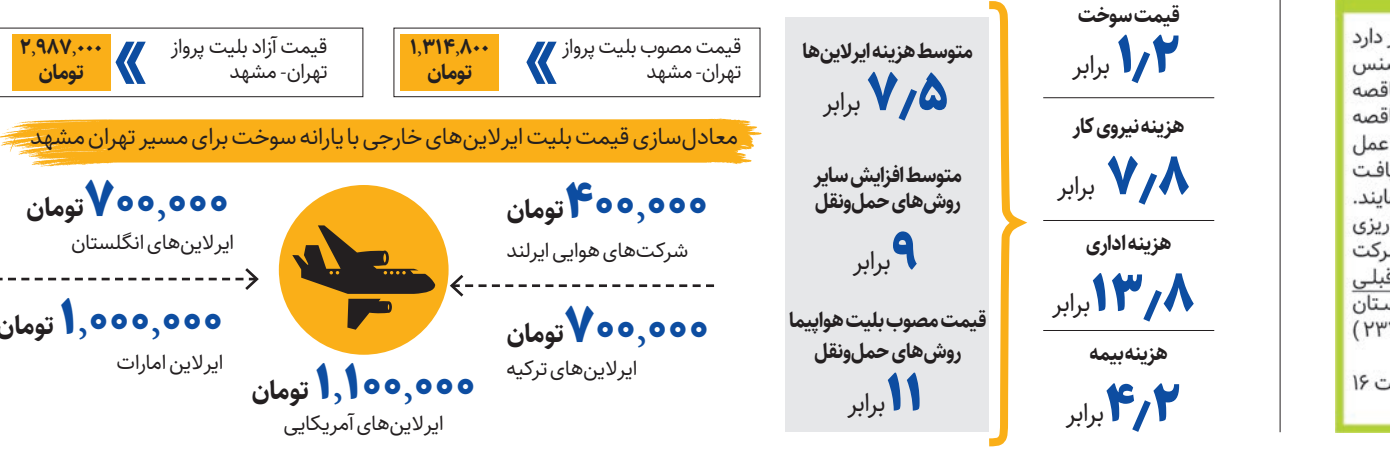 دارد
قیمت سوخت
۱٫۲ برابر
هزینه نیروی کار
۷٫۸ برابر
هزینه اداری
۱۳٫۸ برابر
هزینه بیمه
۴٫۲ برابر
متوسط هزینه ایرلاین‌ها
۷٫۵ برابر
متوسط افزایش سایر
روش‌های حمل‌ونقل
۹ برابر
قیمت مصوب بلیت هواپیما
روش‌های حمل‌ونقل
۱۱ برابر
قیمت مصوب بلیت پرواز
تهران- مشهد
۱,۳۱۴,۸۰۰
تومان
قیمت آزاد بلیت پرواز
تهران- مشهد
۲,۹۸۷,۰۰۰
تومان
معادل‌سازی قیمت بلیت ایرلاین‌های خارجی با یارانه سوخت برای مسیر تهران مشهد
۴۰۰,۰۰۰ تومان
شرکت‌های هوایی ایرلند
۷۰۰,۰۰۰ تومان
ایرلاین‌های ترکیه
۱,۱۰۰,۰۰۰ تومان
ایرلاین‌های آمریکایی
۷۰۰,۰۰۰ تومان
ایرلاین‌های انگلستان
۱,۰۰۰,۰۰۰ تومان
ایرلاین امارات